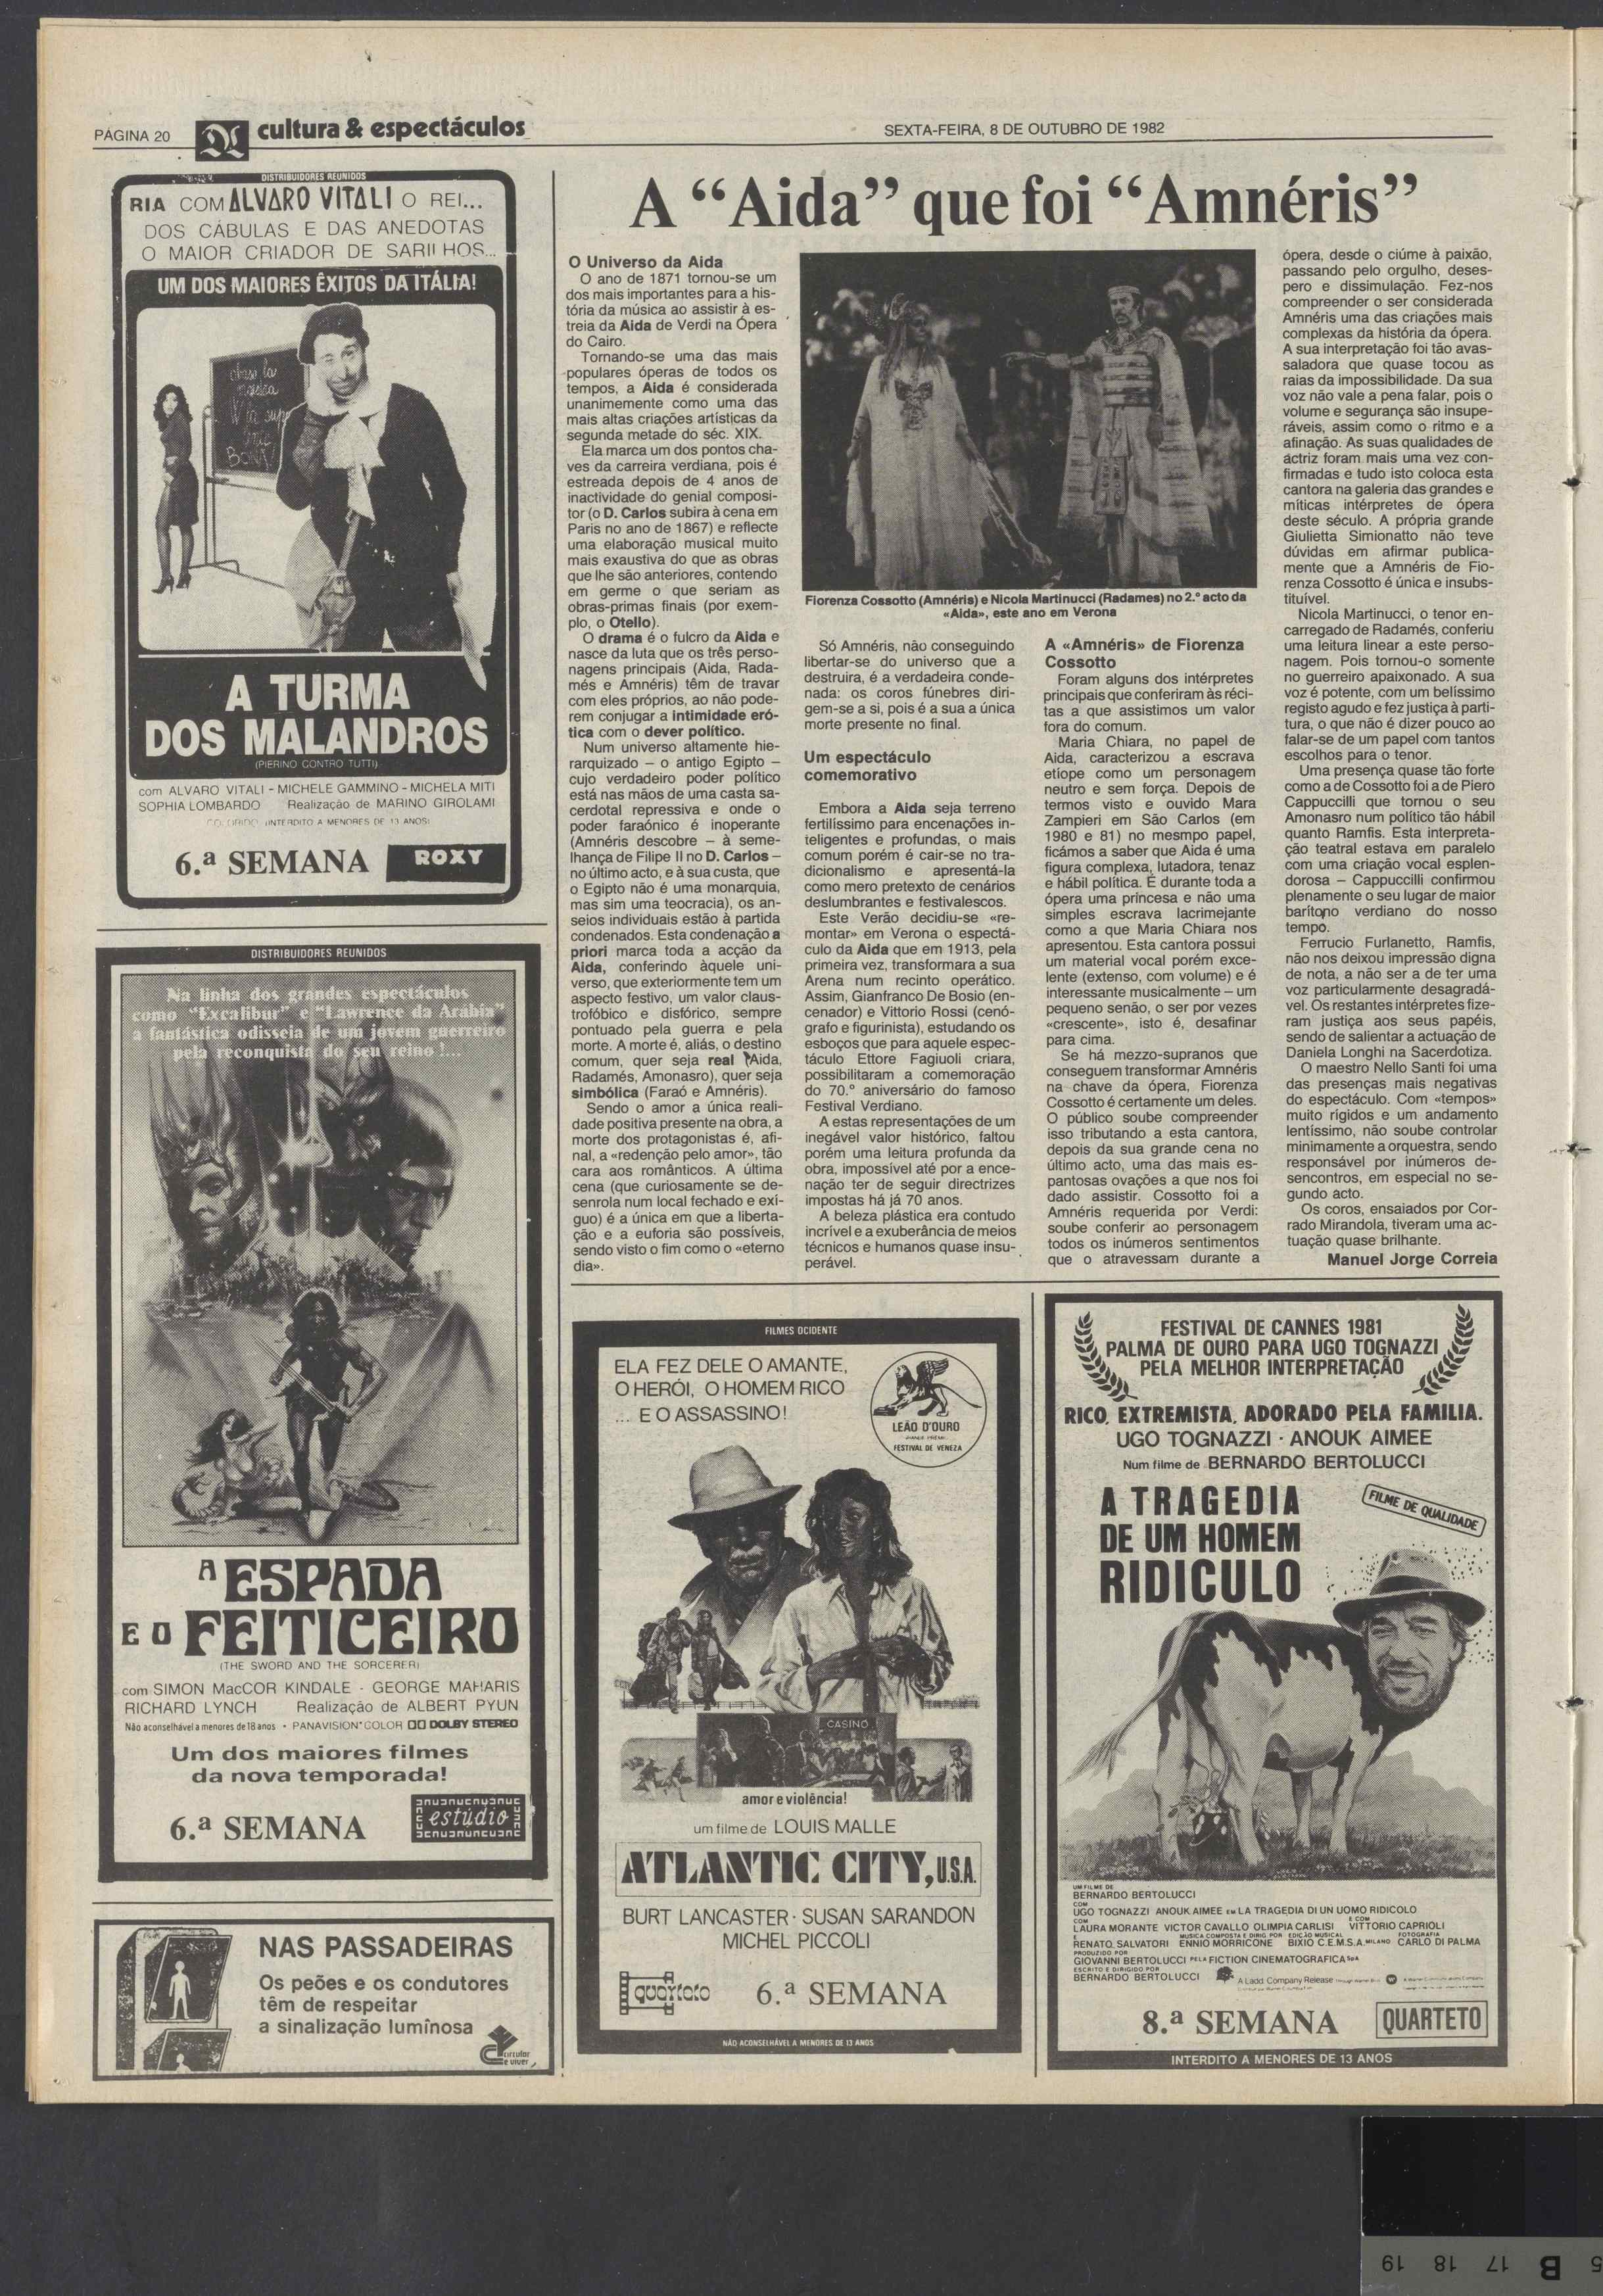 PÁGINA 20
DL cultura & espectáculos
SEXTA-FEIRA, 8 DE OUTUBRO DE 1982
DISTRIBUIDORES REUNIDOS
RIA COM ALVARO VITALI O REI...
DOS CÁBULAS E DAS ANEDOTAS
O MAIOR CRIADOR DE SARILHOS...
UM DOS MAIORES ÊXITOS DA ITÁLIA!
A TURMA
DOS MALANDROS
(PIERINO CONTRO TUTTI)
com ALVARO VITALI - MICHELE GAMMINO - MICHELA MITI
SOPHIA LOMBARDO Realização de MARINO GIROLAMI
COLORIDO (INTERDITO A MENORES DE 13 ANOS)
6.ª SEMANA
ROXY
DISTRIBUIDORES REUNIDOS
Na linha dos grandes espectáculos
como "Excalibur" e "Lawrence da Arábia"
a fantástica odisseia de um jovem guerreiro
pela reconquista do seu reino!...
A ESPADA
E O FEITICEIRO
(THE SWORD AND THE SORCERER)
com SIMON MacCOR KINDALE - GEORGE MAHARIS
RICHARD LYNCH Realização de ALBERT PYUN
Não aconselhável a menores de 18 anos • PANAVISION* COLOR DOLBY STEREO
Um dos maiores filmes
da nova temporada!
6.ª SEMANA
estúdio
NAS PASSADEIRAS
Os peões e os condutores
têm de respeitar
a sinalização luminosa
circular
e viver
A "Aida" que foi "Amnéris"
O Universo da Aida
O ano de 1871 tornou-se um
dos mais importantes para a his-
tória da música ao assistir à es-
treia da Aida de Verdi na Ópera
do Cairo.
Tornando-se uma das mais
populares óperas de todos os
tempos, a Aida é considerada
unanimemente como uma das
mais altas criações artísticas da
segunda metade do séc. XIX.
Ela marca um dos pontos cha-
ves da carreira verdiana, pois é
estreada depois de 4 anos de
inactividade do genial composi-
tor (o D. Carlos subira à cena em
Paris no ano de 1867) e reflecte
uma elaboração musical muito
mais exaustiva do que as obras
que lhe são anteriores, contendo
em germe o que seriam as
obras-primas finais (por exem-
plo, o Otello).
O drama é o fulcro da Aida e
nasce da luta que os três perso-
nagens principais (Aida, Rada-
més e Amnéris) têm de travar
com eles próprios, ao não pode-
rem conjugar a intimidade eró-
tica com o dever político.
Num universo altamente hie-
rarquizado — o antigo Egipto —
cujo verdadeiro poder político
está nas mãos de uma casta sa-
cerdotal repressiva e onde o
poder faraónico é inoperante
(Amnéris descobre — à seme-
lhança de Filipe II no D. Carlos —
no último acto, e à sua custa, que
o Egipto não é uma monarquia,
mas sim uma teocracia), os an-
seios individuais estão à partida
condenados. Esta condenação a
priori marca toda a acção da
Aida, conferindo àquele uni-
verso, que exteriormente tem um
aspecto festivo, um valor claus-
trofóbico e disfórico, sempre
pontuado pela guerra e pela
morte. A morte é, aliás, o destino
comum, quer seja real (Aida,
Radamés, Amonasro), quer seja
simbólica (Faraó e Amnéris).
Sendo o amor a única reali-
dade positiva presente na obra, a
morte dos protagonistas é, afi-
nal, a «redenção pelo amor», tão
cara aos românticos. A última
cena (que curiosamente se de-
senrola num local fechado e exí-
guo) é a única em que a liberta-
ção e a euforia são possíveis,
sendo visto o fim como o «eterno
dia».
Fiorenza Cossotto (Amnéris) e Nicola Martinucci (Radames) no 2.º acto da
«Aida», este ano em Verona
Só Amnéris, não conseguindo
libertar-se do universo que a
destruira, é a verdadeira conde-
nada: os coros fúnebres diri-
gem-se a si, pois é a sua a única
morte presente no final.
Um espectáculo
comemorativo
Embora a Aida seja terreno
fertilíssimo para encenações in-
teligentes e profundas, o mais
comum porém é cair-se no tra-
dicionalismo e apresentá-la
como mero pretexto de cenários
deslumbrantes e festivalescos.
Este Verão decidiu-se «re-
montar» em Verona o espectá-
culo da Aida que em 1913, pela
primeira vez, transformara a sua
Arena num recinto operático.
Assim, Gianfranco De Bosio (en-
cenador) e Vittorio Rossi (cenó-
grafo e figurinista), estudando os
esboços que para aquele espec-
táculo Ettore Fagiuoli criara,
possibilitaram a comemoração
do 70.º aniversário do famoso
Festival Verdiano.
A estas representações de um
inegável valor histórico, faltou
porém uma leitura profunda da
obra, impossível até por a ence-
nação ter de seguir directrizes
impostas há já 70 anos.
A beleza plástica era contudo
incrível e a exuberância de meios
técnicos e humanos quase insu-
perável.
A «Amnéris» de Fiorenza
Cossotto
Foram alguns dos intérpretes
principais que conferiram às réci-
tas a que assistimos um valor
fora do comum.
Maria Chiara, no papel de
Aida, caracterizou a escrava
etíope como um personagem
neutro e sem força. Depois de
termos visto e ouvido Mara
Zampieri em São Carlos (em
1980 e 81) no mesmpo papel,
ficámos a saber que Aida é uma
figura complexa, lutadora, tenaz
e hábil política. É durante toda a
ópera uma princesa e não uma
simples escrava lacrimejante
como a que Maria Chiara nos
apresentou. Esta cantora possui
um material vocal porém exce-
lente (extenso, com volume) e é
interessante musicalmente — um
pequeno senão, o ser por vezes
«crescente», isto é, desafinar
para cima.
Se há mezzo-supranos que
conseguem transformar Amnéris
na chave da ópera, Fiorenza
Cossotto é certamente um deles.
O público soube compreender
isso tributando a esta cantora,
depois da sua grande cena no
último acto, uma das mais es-
pantosas ovações a que nos foi
dado assistir. Cossotto foi a
Amnéris requerida por Verdi:
soube conferir ao personagem
todos os inúmeros sentimentos
que o atravessam durante a
ópera, desde o ciúme à paixão,
passando pelo orgulho, deses-
pero e dissimulação. Fez-nos
compreender o ser considerada
Amnéris uma das criações mais
complexas da história da ópera.
A sua interpretação foi tão avas-
saladora que quase tocou as
raias da impossibilidade. Da sua
voz não vale a pena falar, pois o
volume e segurança são insupe-
ráveis, assim como o ritmo e a
afinação. As suas qualidades de
actriz foram mais uma vez con-
firmadas e tudo isto coloca esta
cantora na galeria das grandes e
míticas intérpretes de ópera
deste século. A própria grande
Giulietta Simionatto não teve
dúvidas em afirmar publica-
mente que a Amnéris de Fio-
renza Cossotto é única e insubs-
tituível.
Nicola Martinucci, o tenor en-
carregado de Radamés, conferiu
uma leitura linear a este perso-
nagem. Pois tornou-o somente
no guerreiro apaixonado. A sua
voz é potente, com um belíssimo
registo agudo e fez justiça à parti-
tura, o que não é dizer pouco ao
falar-se de um papel com tantos
escolhos para o tenor.
Uma presença quase tão forte
como a de Cossotto foi a de Piero
Cappuccilli que tornou o seu
Amonasro num político tão hábil
quanto Ramfis. Esta interpreta-
ção teatral estava em paralelo
com uma criação vocal esplen-
dorosa — Cappuccilli confirmou
plenamente o seu lugar de maior
barítono verdiano do nosso
tempo.
Ferrucio Furlanetto, Ramfis,
não nos deixou impressão digna
de nota, a não ser a de ter uma
voz particularmente desagradá-
vel. Os restantes intérpretes fize-
ram justiça aos seus papéis,
sendo de salientar a actuação de
Daniela Longhi na Sacerdotiza.
O maestro Nello Santi foi uma
das presenças mais negativas
do espectáculo. Com «tempos»
muito rígidos e um andamento
lentíssimo, não soube controlar
minimamente a orquestra, sendo
responsável por inúmeros de-
sencontros, em especial no se-
gundo acto.
Os coros, ensaiados por Cor-
rado Mirandola, tiveram uma ac-
tuação quase brilhante.
Manuel Jorge Correia
FILMES OCIDENTE
ELA FEZ DELE O AMANTE,
O HERÓI, O HOMEM RICO
... E O ASSASSINO!
LEÃO D'OURO
FESTIVAL DE VENEZA
CASINO
amor e violência!
um filme de LOUIS MALLE
ATLANTIC CITY, U.S.A.
BURT LANCASTER · SUSAN SARANDON
MICHEL PICCOLI
quarteto
6.ª SEMANA
NÃO ACONSELHÁVEL A MENORES DE 13 ANOS
FESTIVAL DE CANNES 1981
PALMA DE OURO PARA UGO TOGNAZZI
PELA MELHOR INTERPRETAÇÃO
RICO, EXTREMISTA, ADORADO PELA FAMILIA.
UGO TOGNAZZI · ANOUK AIMEE
Num filme de BERNARDO BERTOLUCCI
A TRAGEDIA
DE UM HOMEM
RIDICULO
FILME DE QUALIDADE
UM FILME DE
BERNARDO BERTOLUCCI
COM
UGO TOGNAZZI ANOUK AIMEE EM LA TRAGEDIA DI UN UOMO RIDICOLO
COM E COM
LAURA MORANTE VICTOR CAVALLO OLIMPIA CARLISI VITTORIO CAPRIOLI
E MUSICA COMPOSTA E DIRIG. POR EDIÇÃO MUSICAL FOTOGRAFIA
RENATO SALVATORI ENNIO MORRICONE BIXIO C.E.M.S.A. MILANO CARLO DI PALMA
PRODUZIDO POR
GIOVANNI BERTOLUCCI PELA FICTION CINEMATOGRAFICA SpA
ESCRITO E DIRIGIDO POR
BERNARDO BERTOLUCCI A Ladd Company Release
8.ª SEMANA
QUARTETO
INTERDITO A MENORES DE 13 ANOS
B 17 18 19